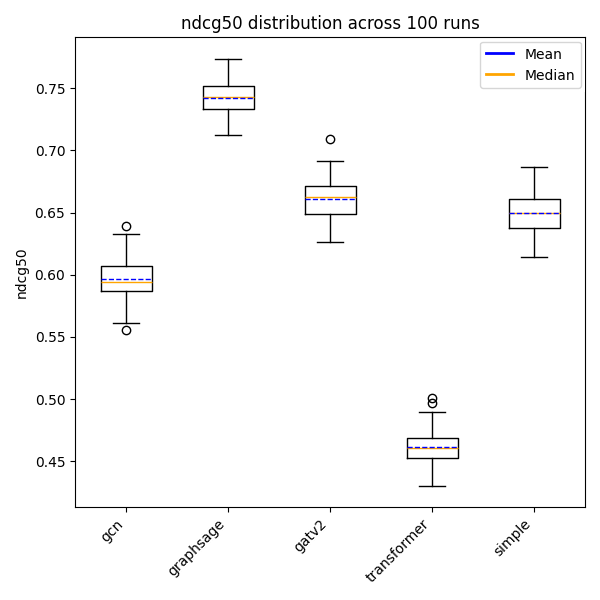 ndcg50 distribution across 100 runs
Mean
Median
ndcg50
0.75
0.70
0.65
0.60
0.55
0.50
0.45
gcn
graphsage
gatv2
transformer
simple